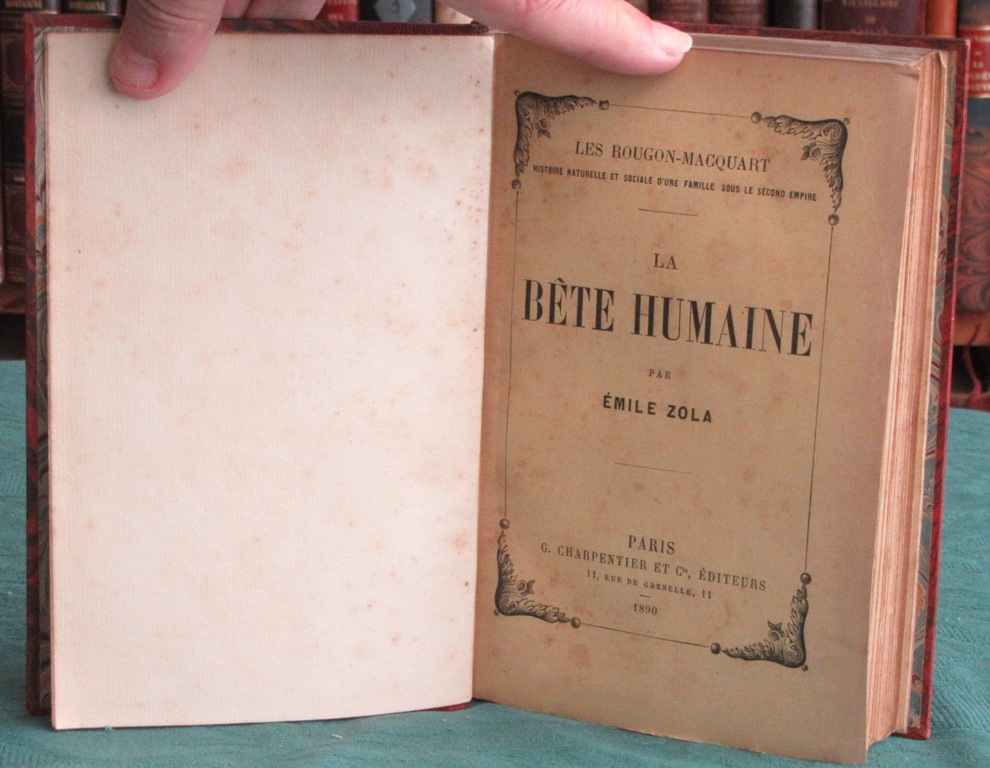 LES ROUGON-MACQUART
HISTOIRE NATURELLE ET SOCIALE D'UNE FAMILLE SOUS LE SECOND EMPIRE
LA
BÊTE HUMAINE
PAR
ÉMILE ZOLA
PARIS
G. CHARPENTIER ET Cie, ÉDITEURS
11, RUE DE GRENELLE, 11
1890